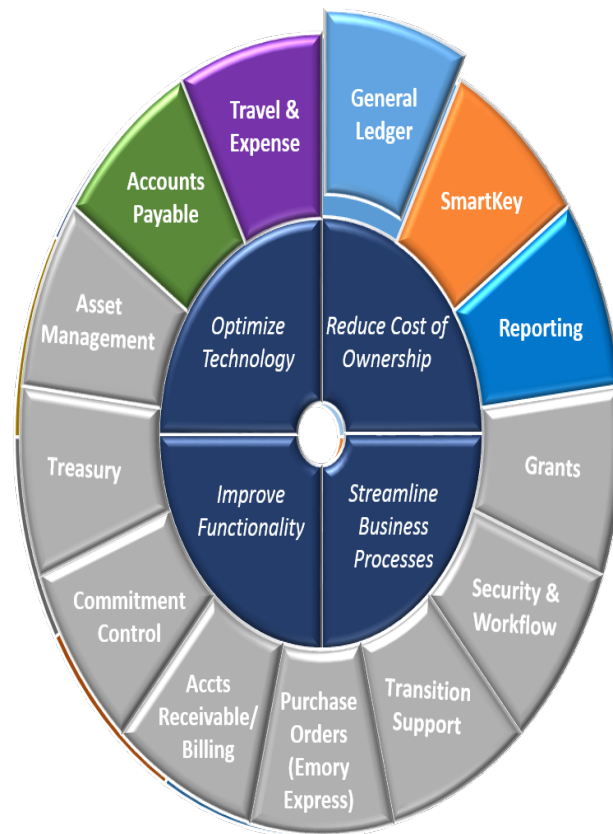 General
Ledger
SmartKey
Reporting
Grants
Security &
Workflow
Transition
Support
Purchase
Orders
(Emory
Express)
Accts
Receivable/
Billing
Commitment
Control
Treasury
Asset
Management
Accounts
Payable
Travel &
Expense
Optimize
Technology
Reduce Cost of
Ownership
Improve
Functionality
Streamline
Business
Processes